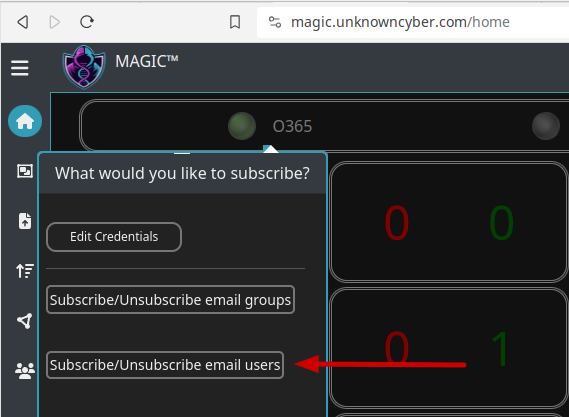 magic.unknowncyber.com/home
MAGIC™
O365
What would you like to subscribe?
Edit Credentials
0 0
Subscribe/Unsubscribe email groups
Subscribe/Unsubscribe email users
0 1